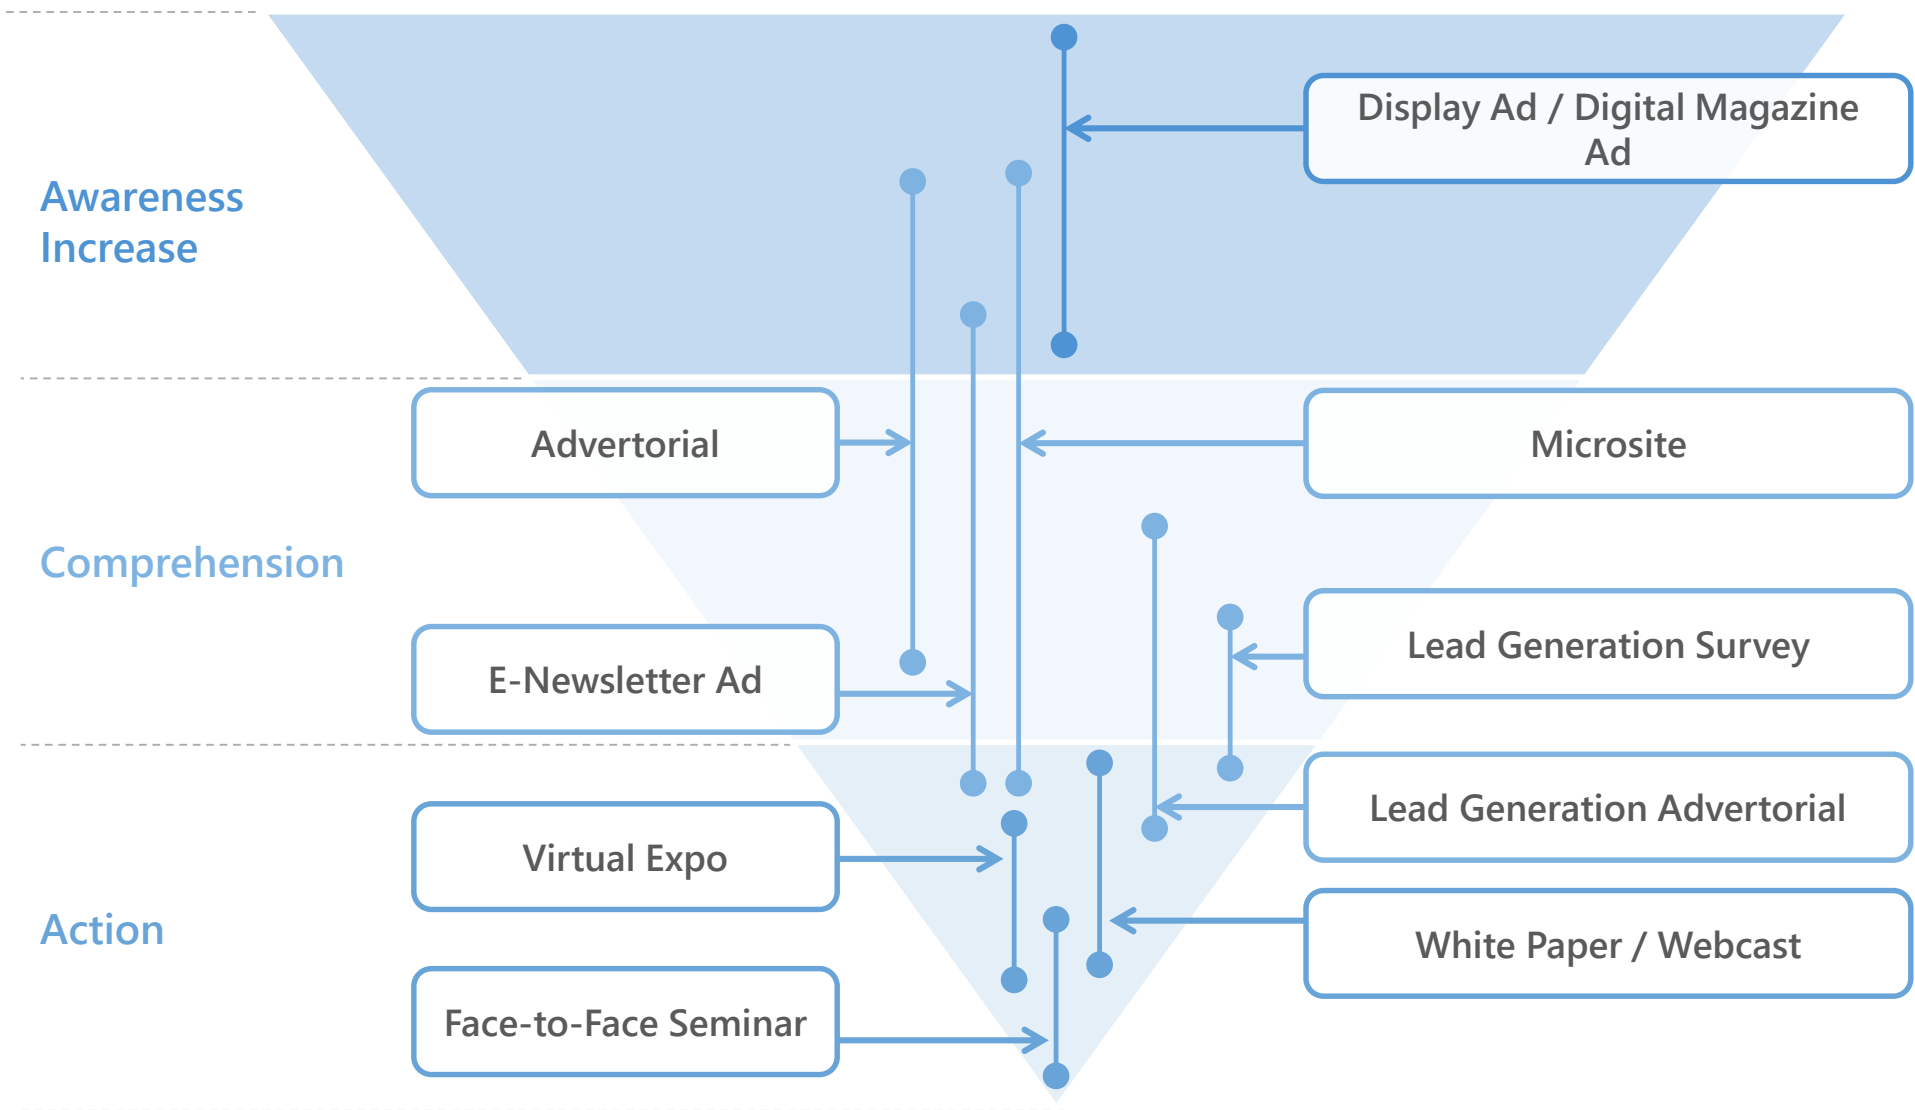 Display Ad / Digital Magazine
Ad
Awareness
Increase
Advertorial
Microsite
Comprehension
Lead Generation Survey
E-Newsletter Ad
Lead Generation Advertorial
Virtual Expo
Action
White Paper / Webcast
Face-to-Face Seminar